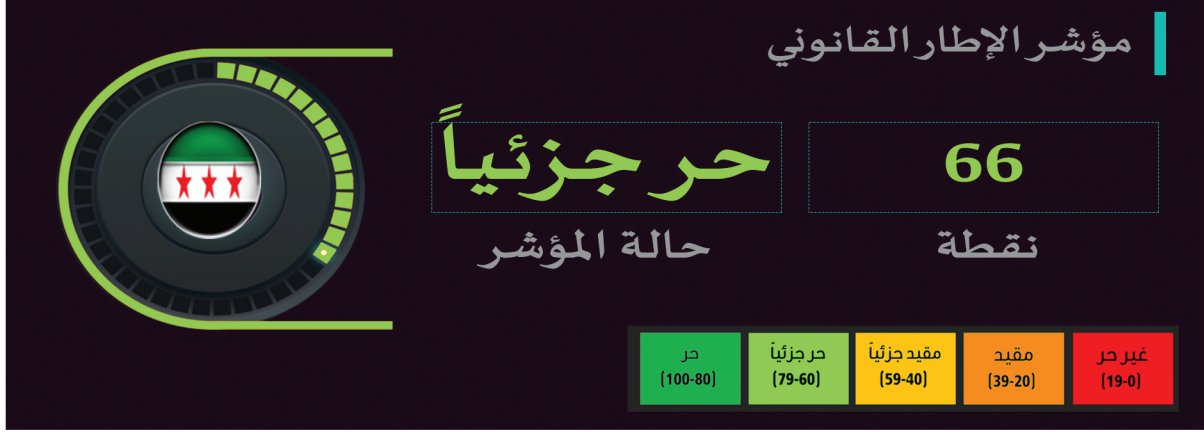 مؤشر الإطار القانوني
66
نقطة
حر جزئياً
حالة المؤشر
غير حر
(0-19)
مقيد
(20-39)
مقيد جزئياً
(40-59)
حر جزئياً
(60-79)
حر
(80-100)